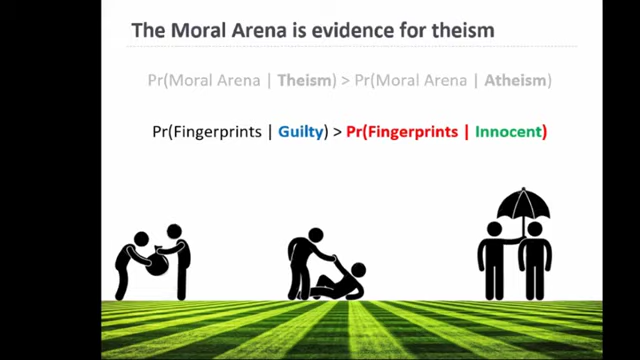 The Moral Arena is evidence for theism
Pr(Moral Arena | Theism) > Pr(Moral Arena | Atheism)
Pr(Fingerprints | Guilty) > Pr(Fingerprints | Innocent)